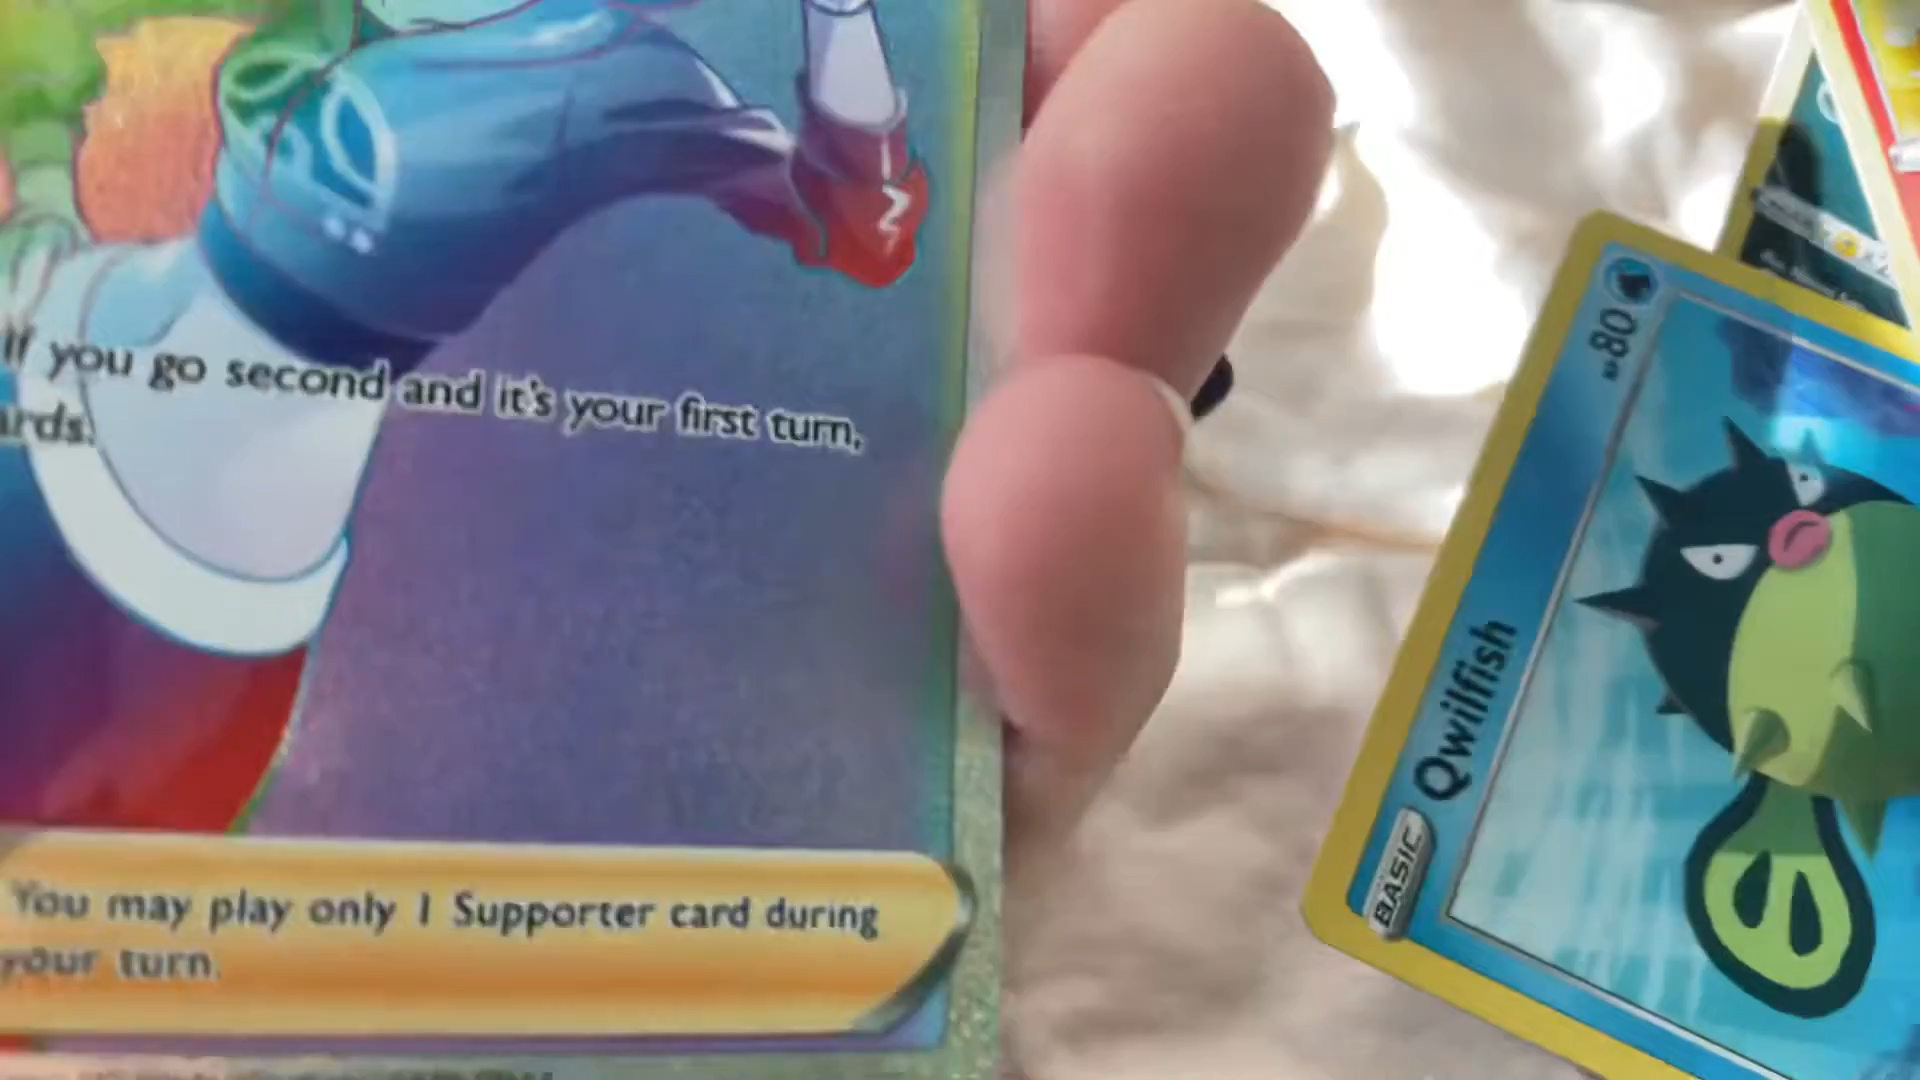 If you go second and it's your first turn,
ards.
You may play only 1 Supporter card during
your turn.
80
Qwilfish
BASIC